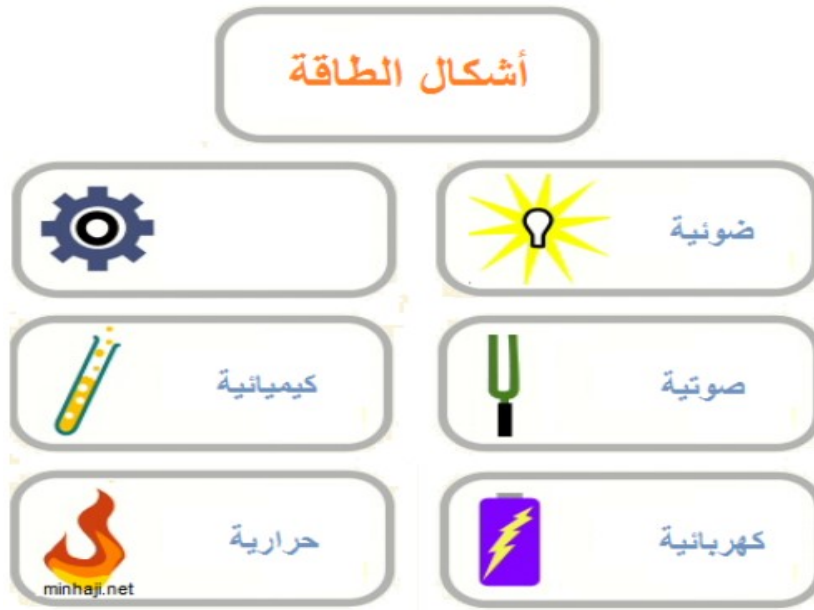 أشكال الطاقة
ضوئية
صوتية
كيميائية
كهربائية
حرارية
minhaji.net